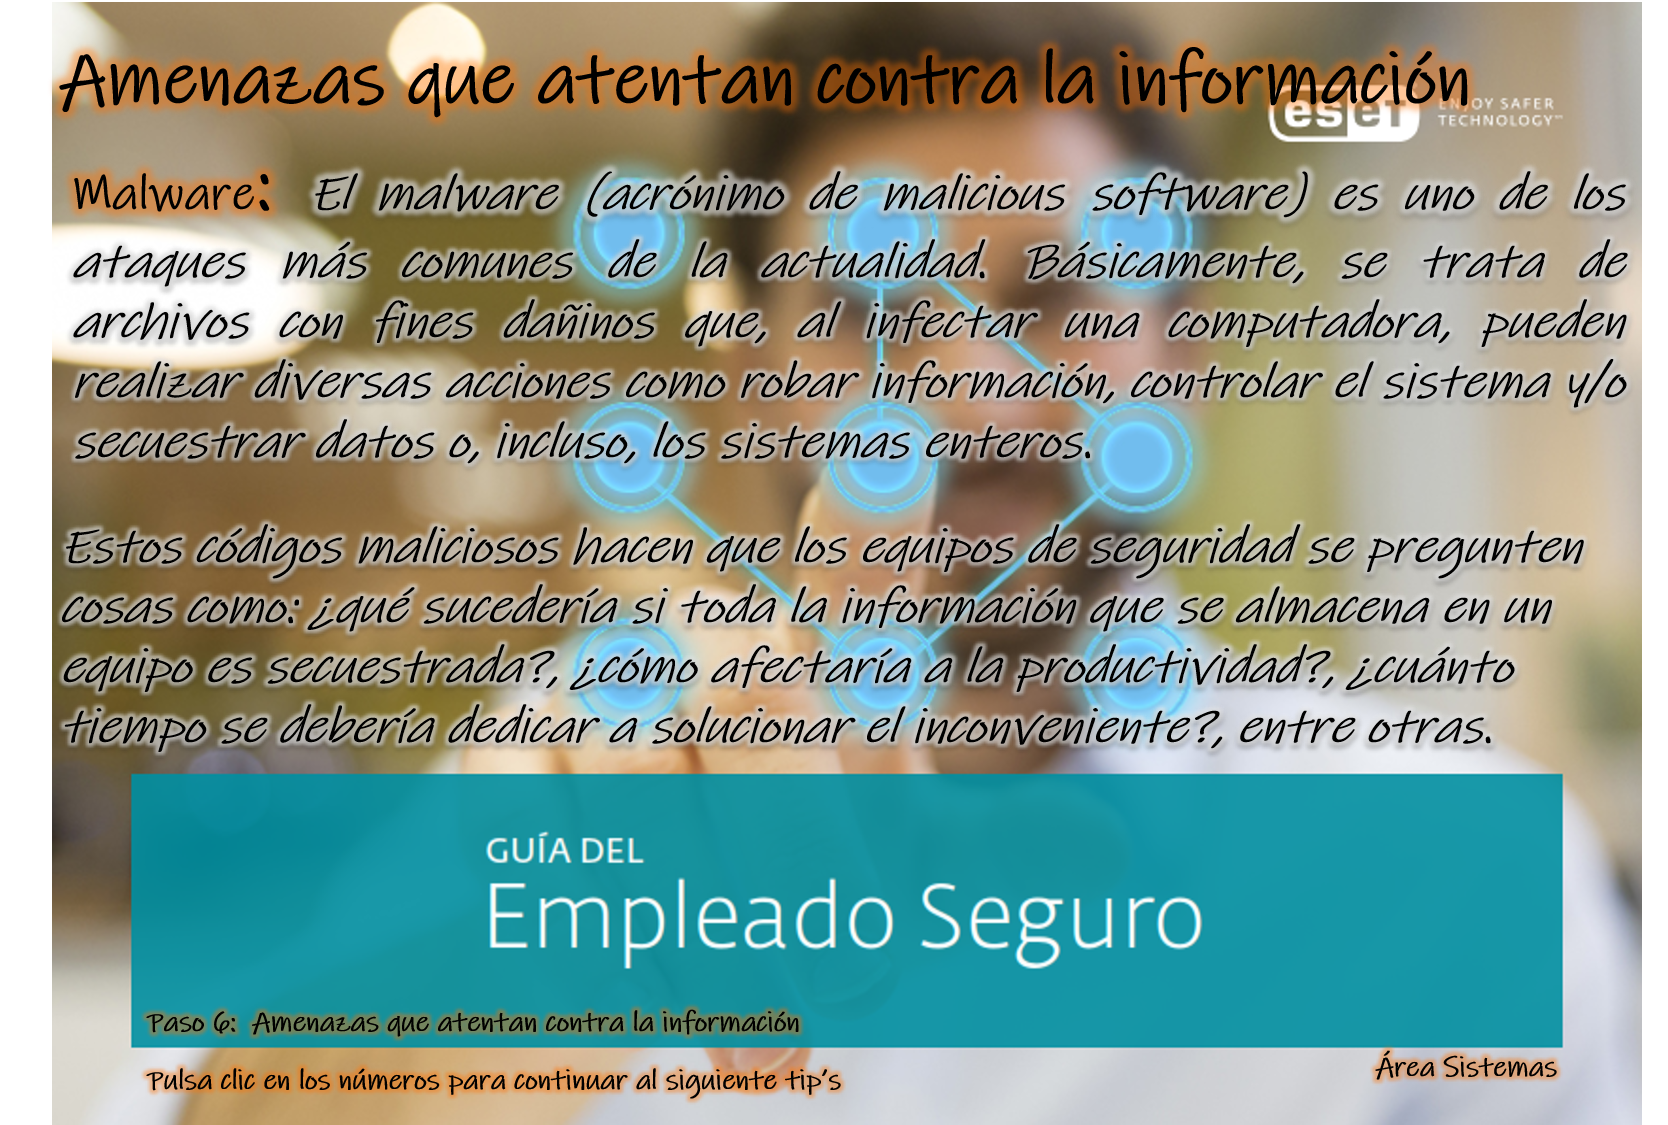 Amenazas que atentan contra la información
eset ENJOY SAFER
TECHNOLOGY™
Malware: El malware (acrónimo de malicious software) es uno de los
ataques más comunes de la actualidad. Básicamente, se trata de
archivos con fines dañinos que, al infectar una computadora, pueden
realizar diversas acciones como robar información, controlar el sistema y/o
secuestrar datos o, incluso, los sistemas enteros.
Estos códigos maliciosos hacen que los equipos de seguridad se pregunten
cosas como: ¿qué sucedería si toda la información que se almacena en un
equipo es secuestrada?, ¿cómo afectaría a la productividad?, ¿cuánto
tiempo se debería dedicar a solucionar el inconveniente?, entre otras.
GUÍA DEL
Empleado Seguro
Paso 6: Amenazas que atentan contra la información
Pulsa clic en los números para continuar al siguiente tip's
Área Sistemas